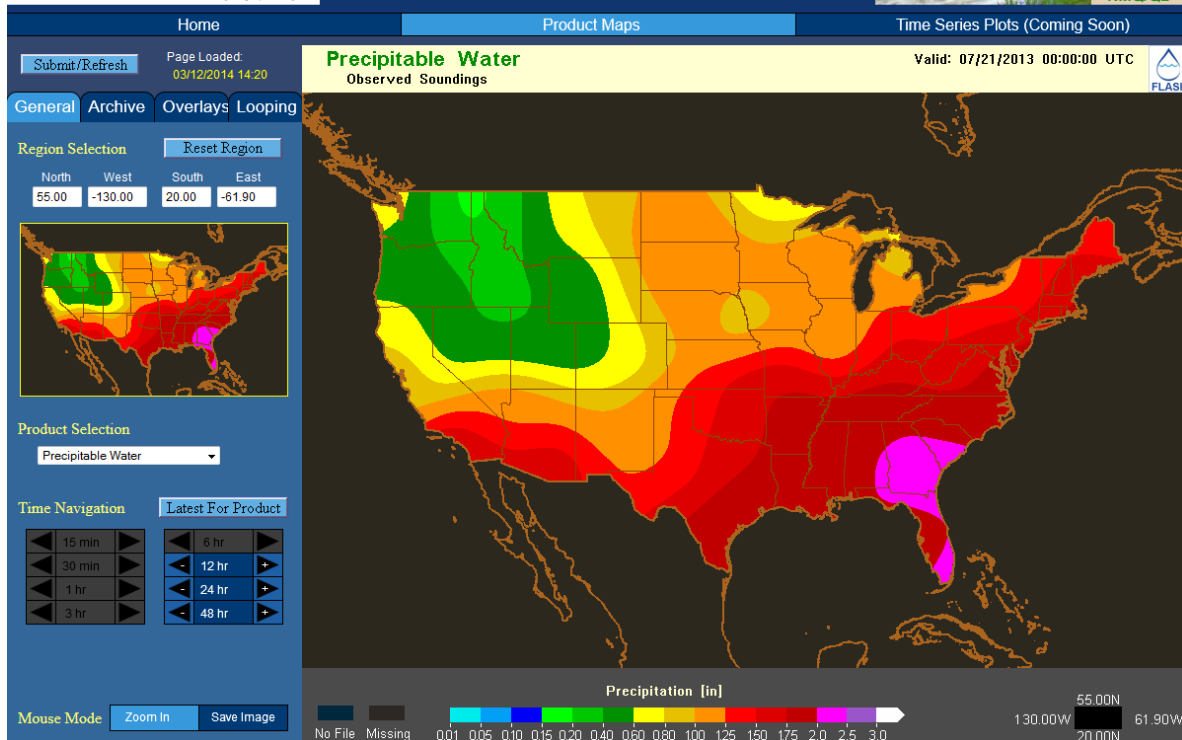 Home
Product Maps
Time Series Plots (Coming Soon)
Submit/Refresh
Page Loaded:
03/12/2014 14:20
General Archive Overlays Looping
Region Selection
Reset Region
North West South East
55.00 -130.00 20.00 -61.90
Product Selection
Precipitable Water
Time Navigation
Latest For Product
15 min
6 hr
30 min
- 12 hr +
1 hr
- 24 hr +
3 hr
- 48 hr +
Mouse Mode
Zoom In
Save Image
Precipitable Water
Observed Soundings
Valid: 07/21/2013 00:00:00 UTC
FLASH
Precipitation [in]
No File Missing
0.01 0.05 0.10 0.15 0.20 0.40 0.60 0.80 1.00 1.25 1.50 1.75 2.0 2.5 3.0
55.00N
130.00W
61.90W
20.00N